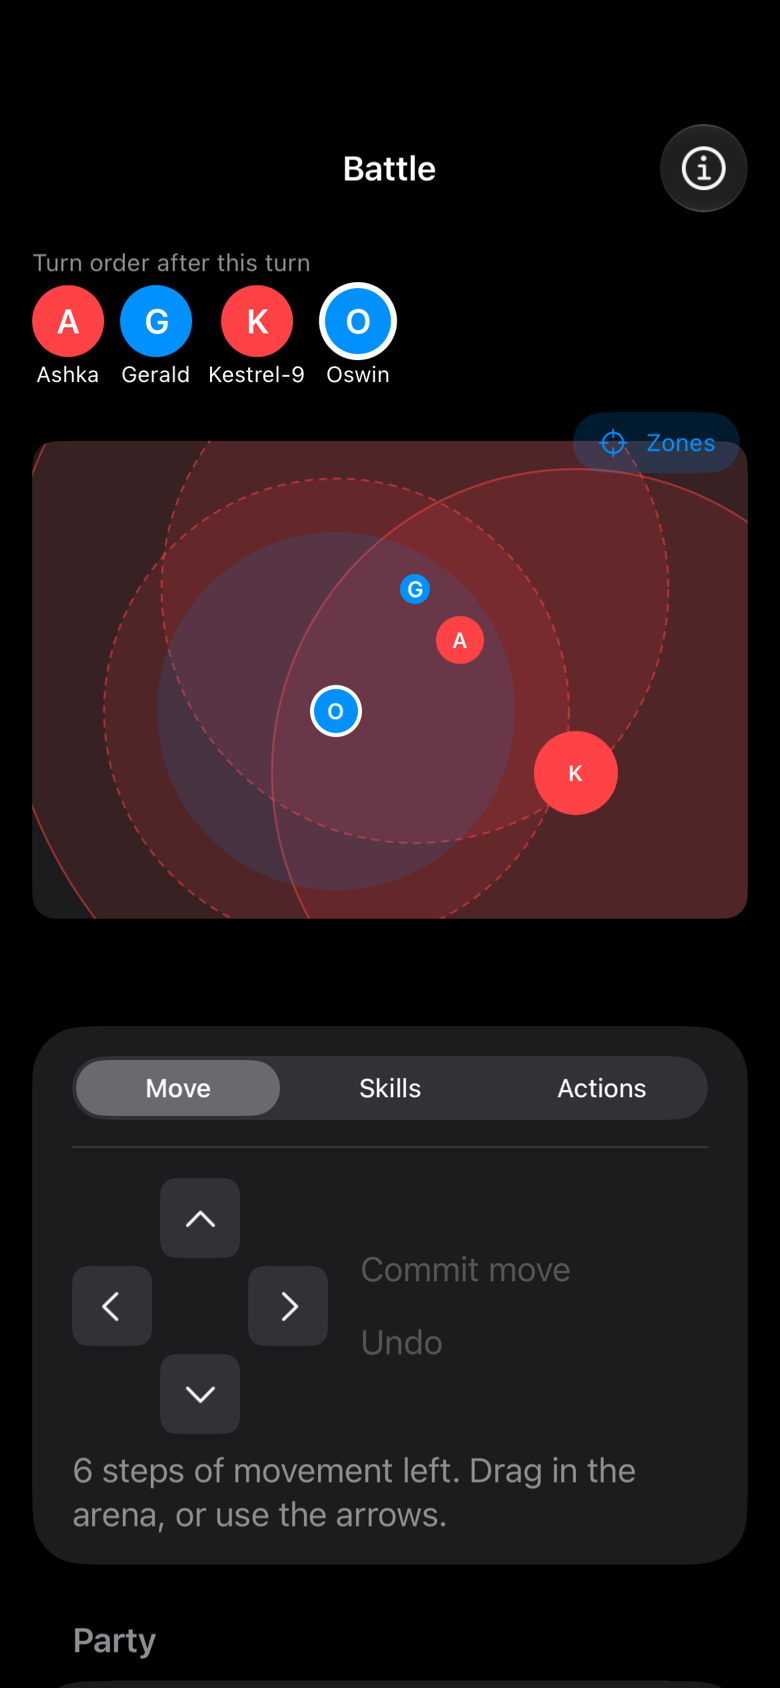 Battle
Turn order after this turn
A G K O
Ashka Gerald Kestrel-9 Oswin
Zones
G
A
O
K
Move Skills Actions
Commit move
Undo
6 steps of movement left. Drag in the
arena, or use the arrows.
Party